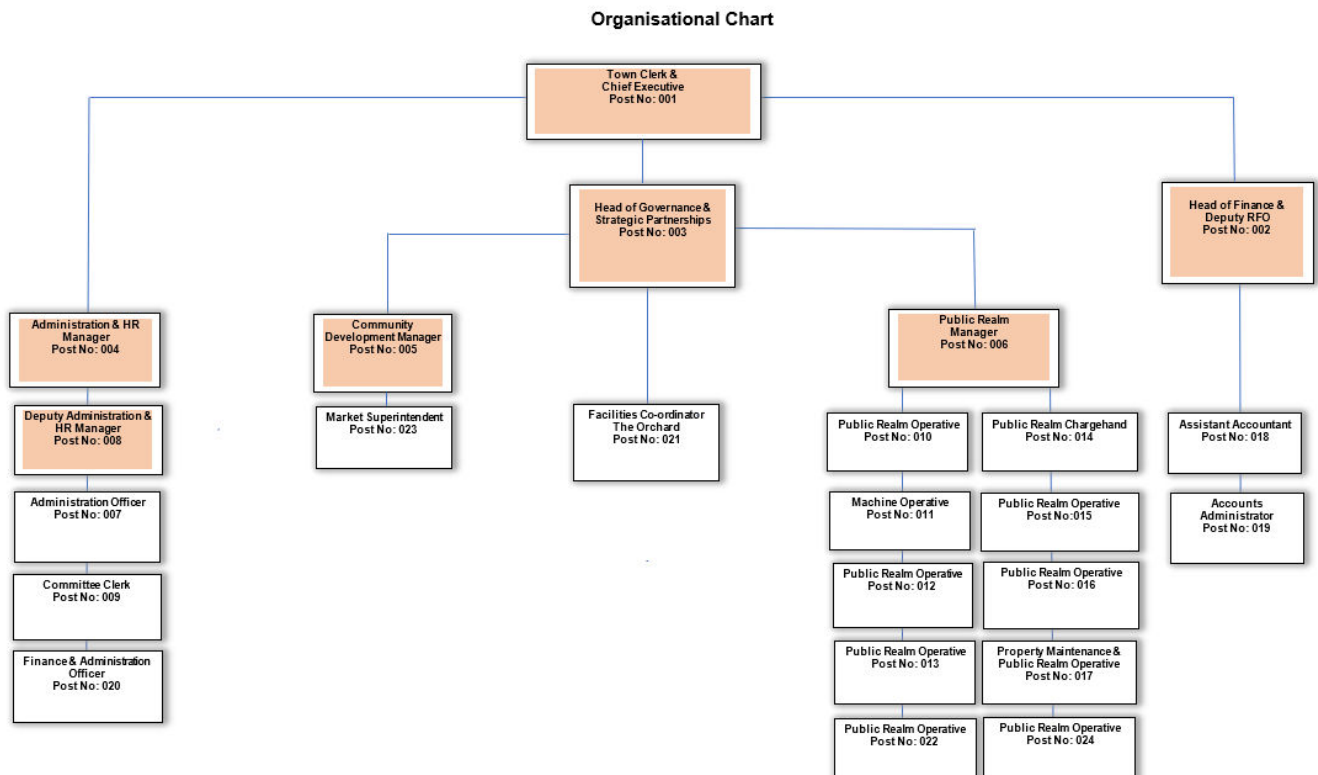 Organisational Chart
Town Clerk &
Chief Executive
Post No: 001
Head of Governance &
Strategic Partnerships
Post No: 003
Head of Finance &
Deputy RFO
Post No: 002
Administration & HR
Manager
Post No: 004
Community
Development Manager
Post No: 005
Public Realm
Manager
Post No: 006
Deputy Administration &
HR Manager
Post No: 008
Market Superintendent
Post No: 023
Facilities Co-ordinator
The Orchard
Post No: 021
Public Realm Operative
Post No: 010
Public Realm Chargehand
Post No: 014
Assistant Accountant
Post No: 018
Administration Officer
Post No: 007
Machine Operative
Post No: 011
Public Realm Operative
Post No:015
Accounts
Administrator
Post No: 019
Committee Clerk
Post No: 009
Public Realm Operative
Post No: 012
Public Realm Operative
Post No: 016
Finance & Administration
Officer
Post No: 020
Public Realm Operative
Post No: 013
Property Maintenance &
Public Realm Operative
Post No: 017
Public Realm Operative
Post No: 022
Public Realm Operative
Post No: 024